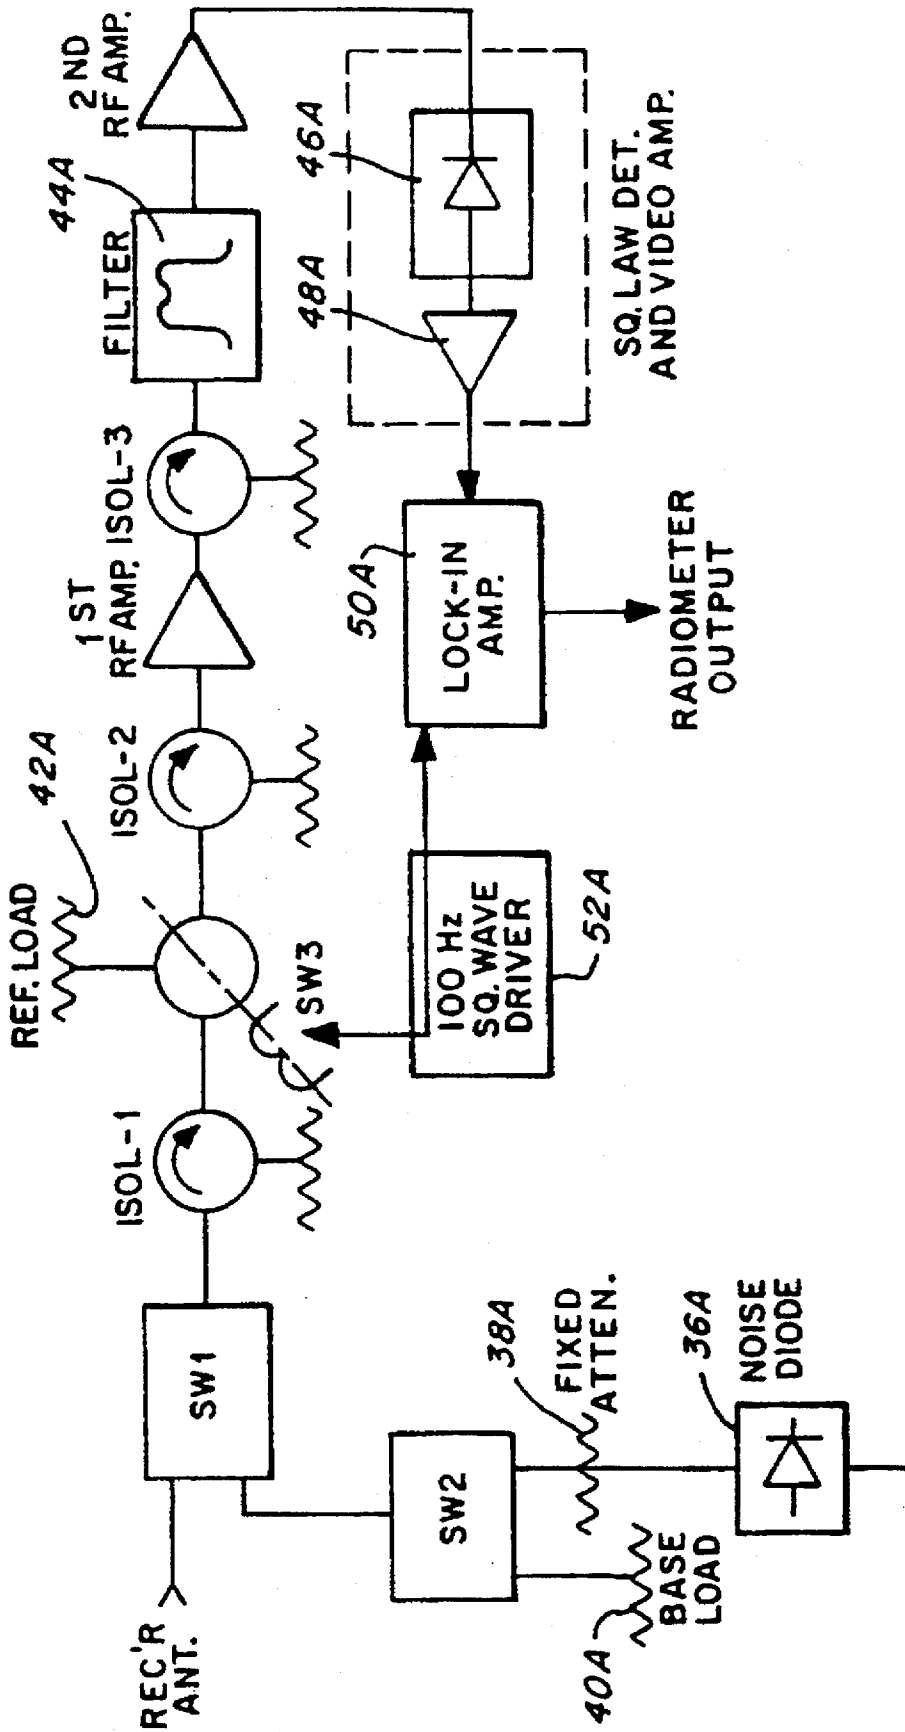 REC'R
ANT.
SW1
ISOL-1
REF. LOAD
42A
SW3
ISOL-2
1ST
RF AMP.
ISOL-3
FILTER
44A
2ND
RF AMP.
46A
48A
SQ. LAW DET.
AND VIDEO AMP.
50A
LOCK-IN
AMP.
RADIOMETER
OUTPUT
100 Hz
SQ. WAVE
DRIVER
52A
SW2
38A
FIXED
ATTEN.
36A
NOISE
DIODE
40A
BASE
LOAD